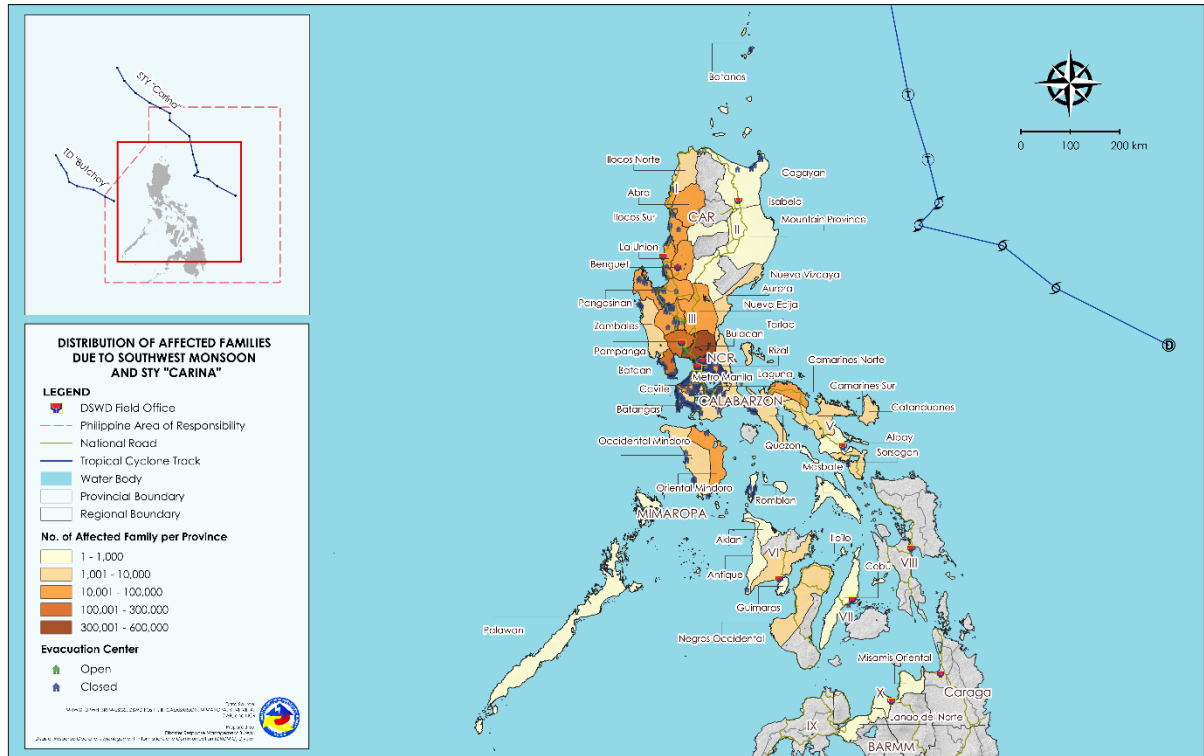 STY "Carina"
TD "Butchoy"
DISTRIBUTION OF AFFECTED FAMILIES
DUE TO SOUTHWEST MONSOON
AND STY "CARINA"
LEGEND
DSWD Field Office
Philippine Area of Responsibility
National Road
Tropical Cyclone Track
Water Body
Provincial Boundary
Regional Boundary
No. of Affected Family per Province
1 - 1,000
1,001 - 10,000
10,001 - 100,000
100,001 - 300,000
300,001 - 600,000
Evacuation Center
Open
Closed
Data Source
Prepared by
0 100 200 km
Batanes
Ilocos Norte
Cagayan
I
Abra
Isabela
Ilocos Sur
CAR
Mountain Province
II
La Union
Benguet
Nueva Vizcaya
Aurora
Pangasinan
Nueva Ecija
III
Zambales
Tarlac
Bulacan
Pampanga
NCR
Rizal
Bataan
Metro Manila
Laguna
Camarines Norte
Cavite
CALABARZON
Camarines Sur
Batangas
Catanduanes
V
Occidental Mindoro
Quezon
Albay
Sorsogon
Masbate
Oriental Mindoro
Romblon
MIMAROPA
Aklan
Iloilo
VI
Cebu
VIII
Antique
Guimaras
VII
Palawan
Negros Occidental
Misamis Oriental
X
Caraga
Lanao del Norte
IX
BARMM
D